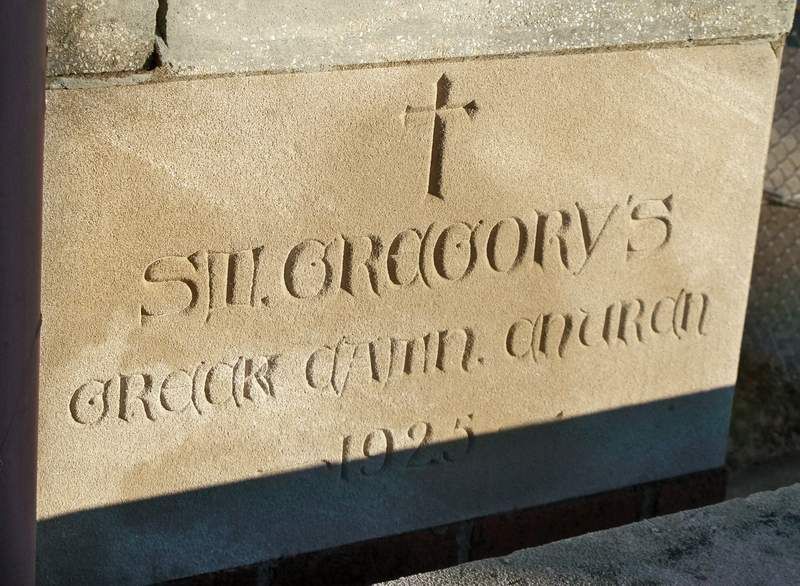 ST. GREGORY'S
GREEK CATH. CHURCH
1925